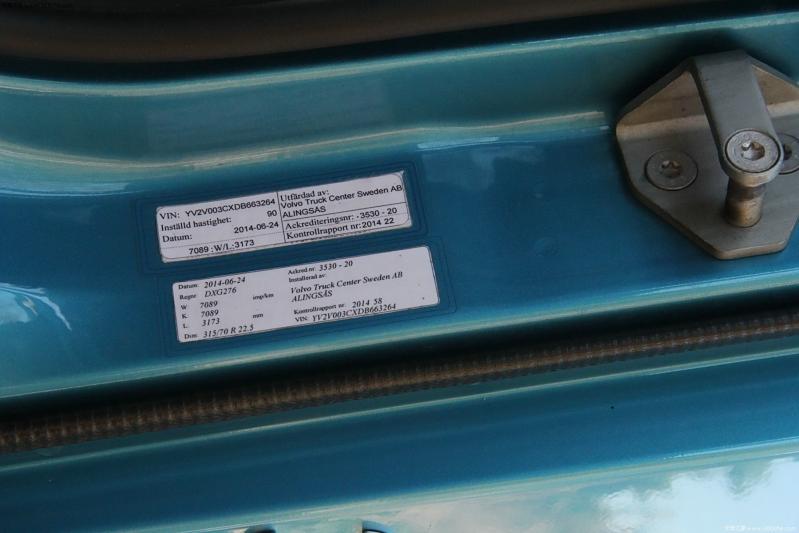 VIN: YV2V003CXDB663264
Inställd hastighet: 90
Datum: 2014-06-24
7089 :W/L:3173
Utfärdad av:
Volvo Truck Center Sweden AB
ALINGSÅS
Ackrediteringsnr: - 3530 - 20
Kontrollrapport nr: 2014 22
Datum: 2014-06-24
Regnr DXG276
W 7089 imp/km
K 7089
L 3173 mm
Dim: 315/70 R 22.5
Ackred nr 3530 - 20
Installerad av:
Volvo Truck Center Sweden AB
ALINGSÅS
Kontrollrapport nr: 2014 58
VIN: YV2V003CXDB663264